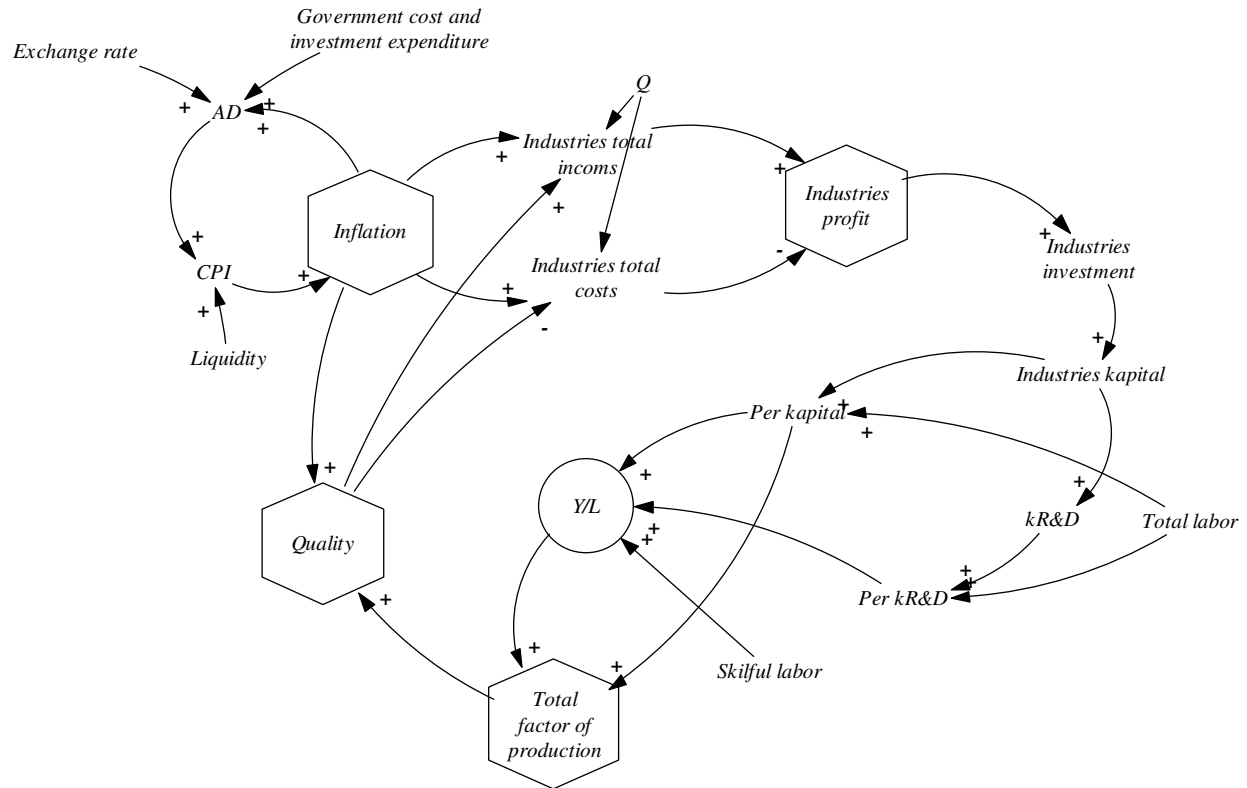 Government cost and
investment expenditure
Exchange rate
+
AD
+
+
Q
Industries total
incoms
+
+
Inflation
Industries
profit
+
-
+
CPI
+
+
Industries total
costs
+
-
+
Industries
investment
Liquidity
+
Industries kapital
Per kapital
+
+
+
Y/L
+
+
+
kR&D
Total labor
Quality
+
+
+
Per kR&D
+
+
Skilful labor
+
+
Total
factor of
production